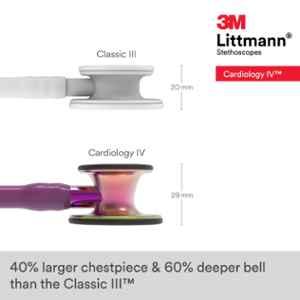 3M
Littmann®
Stethoscopes
Cardiology IV™
Classic III
20 mm
Cardiology IV
29 mm
40% larger chestpiece & 60% deeper bell
than the Classic III™